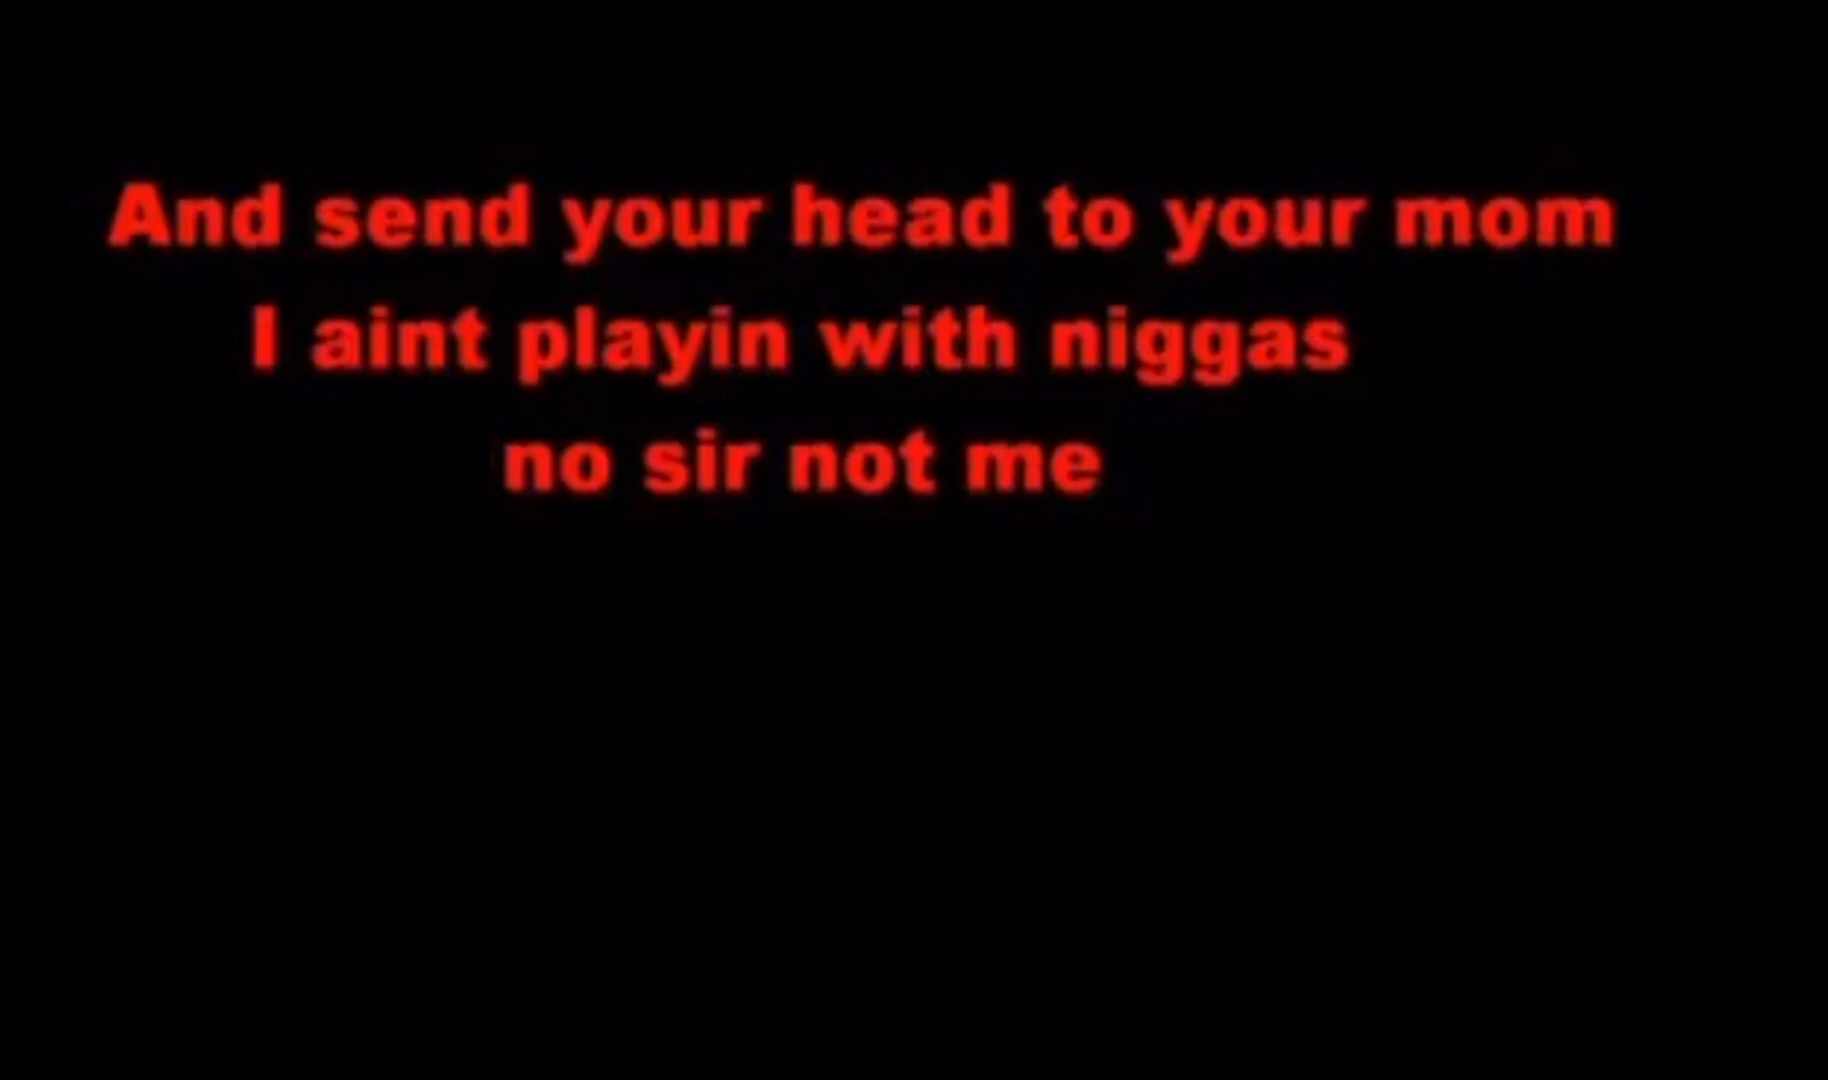 And send your head to your mom
I aint playin with niggas
no sir not me